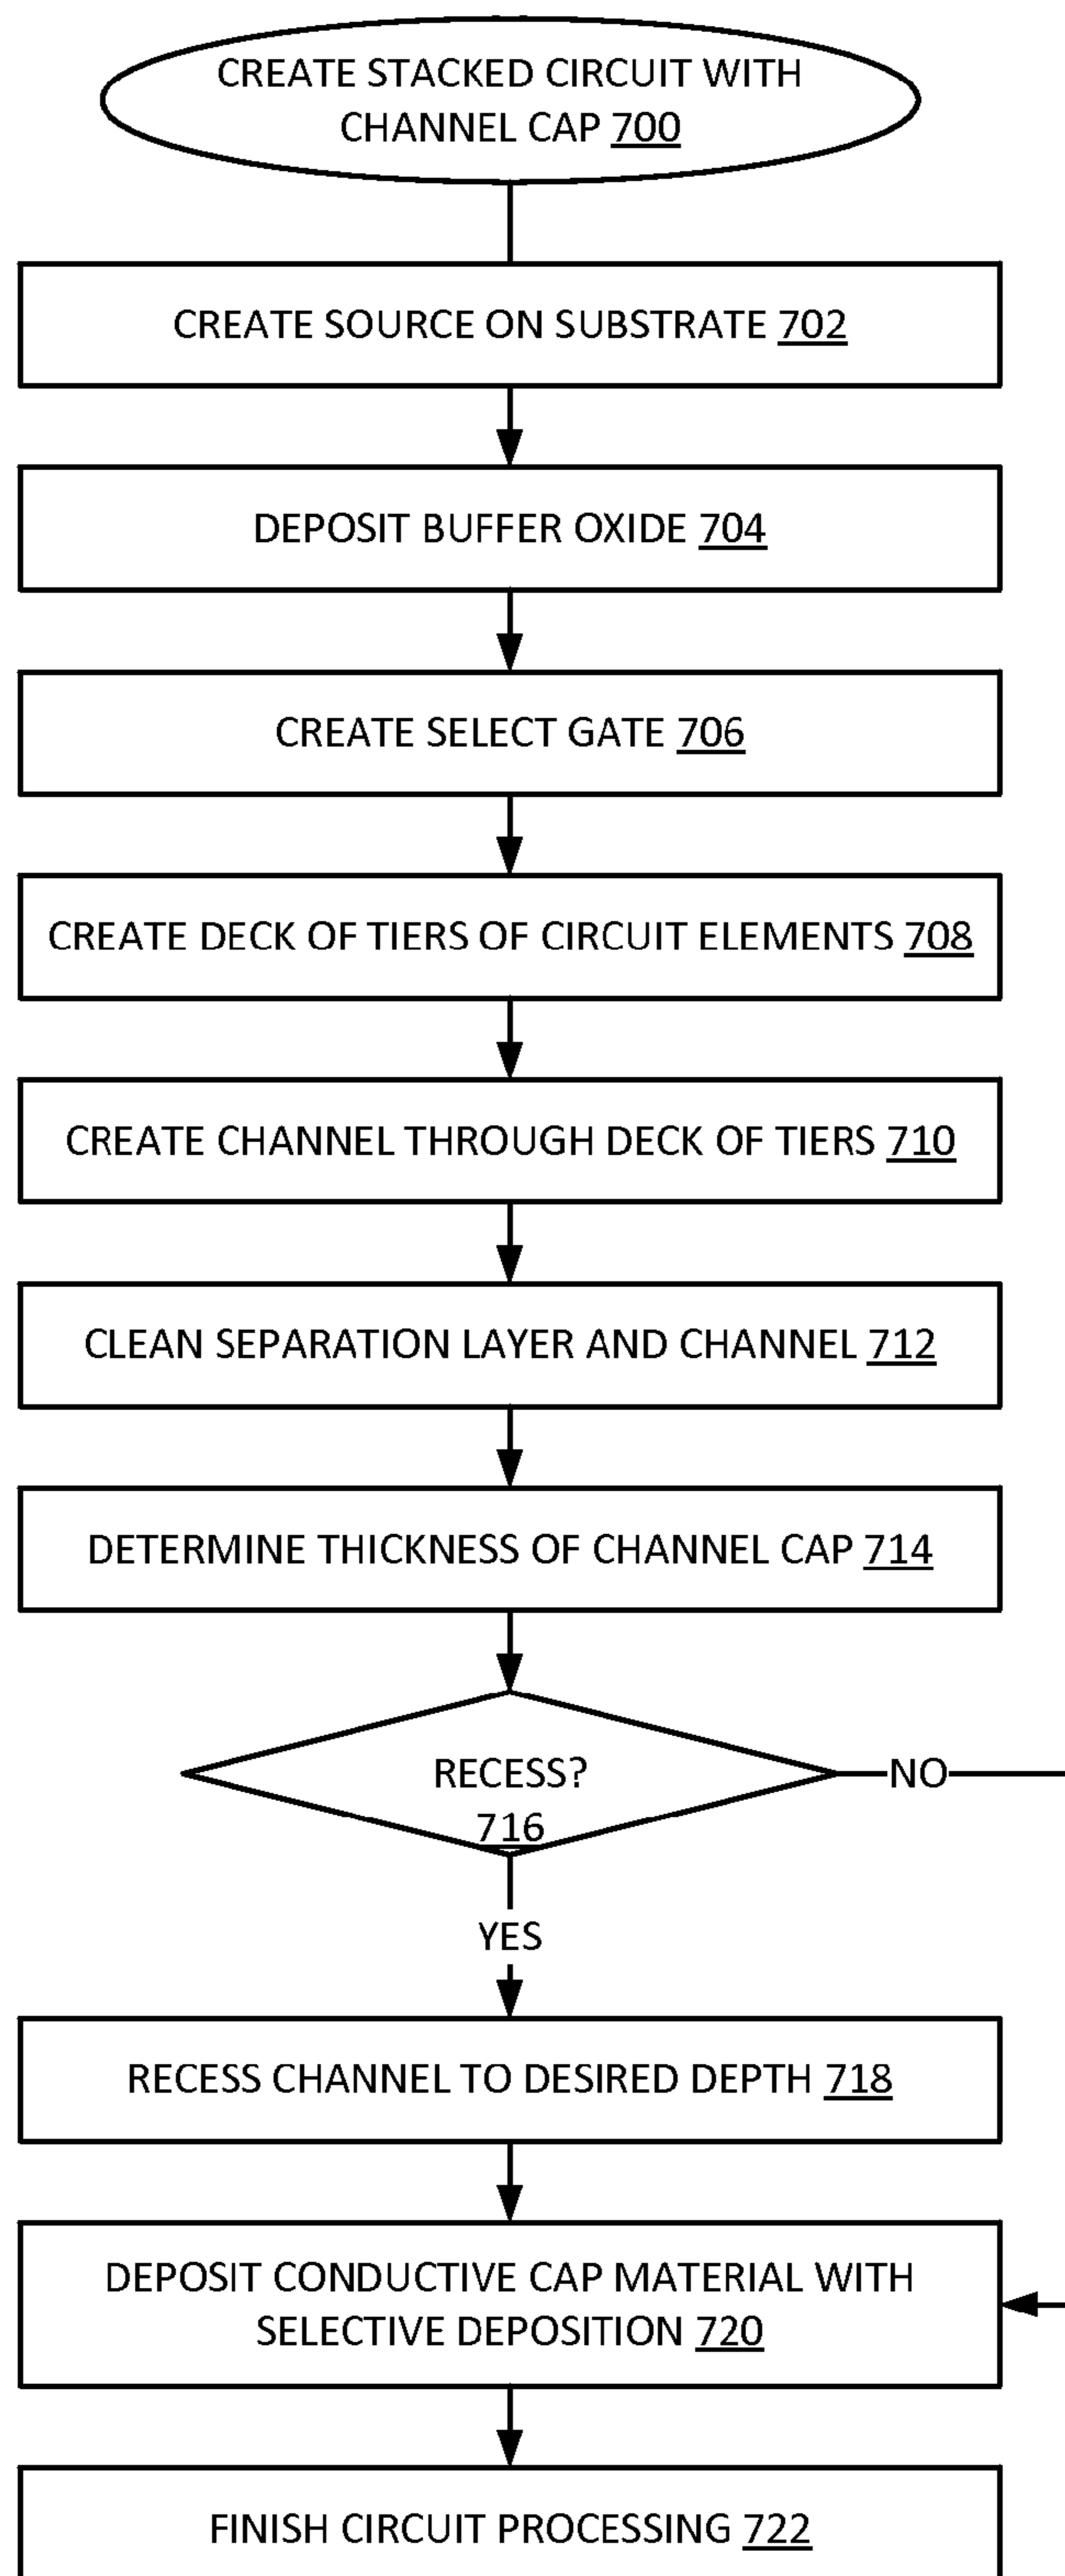 CREATE STACKED CIRCUIT WITH
CHANNEL CAP 700
CREATE SOURCE ON SUBSTRATE 702
DEPOSIT BUFFER OXIDE 704
CREATE SELECT GATE 706
CREATE DECK OF TIERS OF CIRCUIT ELEMENTS 708
CREATE CHANNEL THROUGH DECK OF TIERS 710
CLEAN SEPARATION LAYER AND CHANNEL 712
DETERMINE THICKNESS OF CHANNEL CAP 714
RECESS?
716
NO
YES
RECESS CHANNEL TO DESIRED DEPTH 718
DEPOSIT CONDUCTIVE CAP MATERIAL WITH
SELECTIVE DEPOSITION 720
FINISH CIRCUIT PROCESSING 722